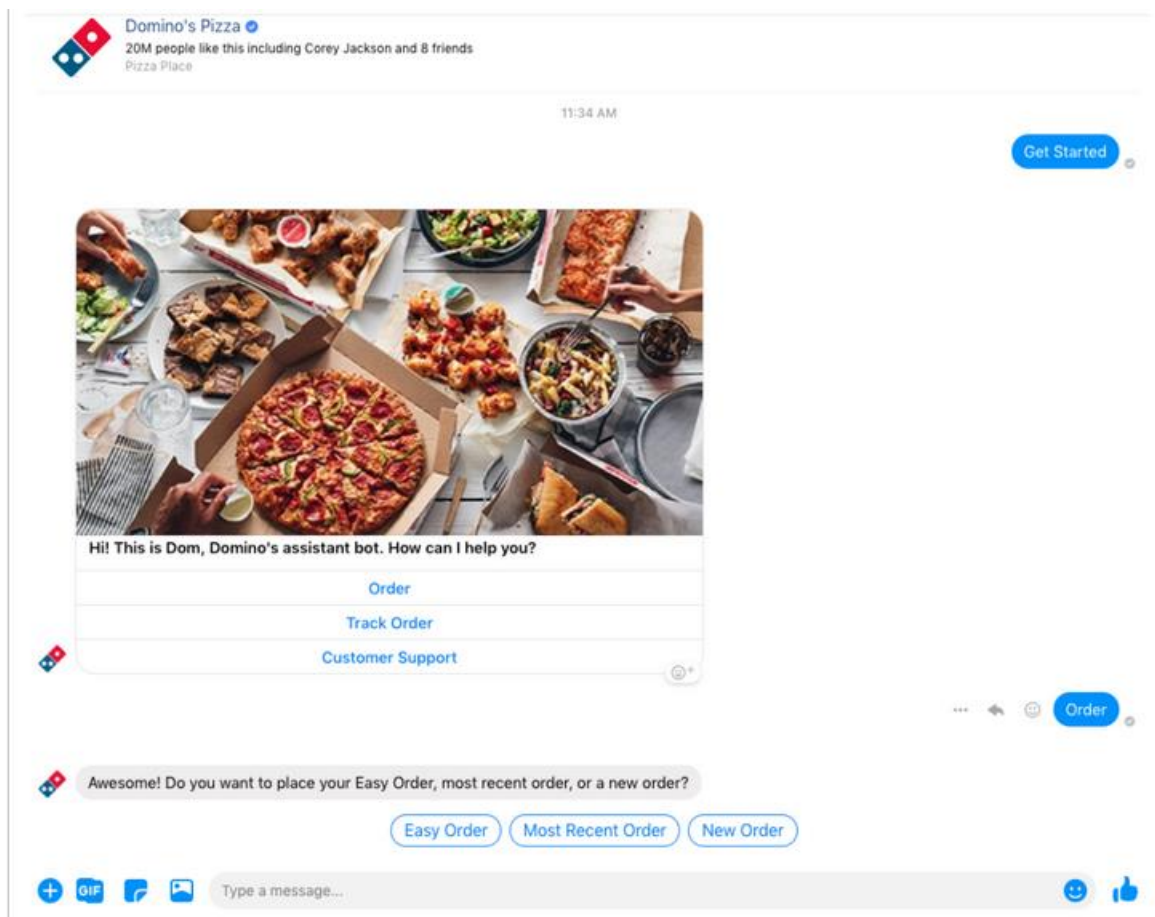 Domino's Pizza
20M people like this including Corey Jackson and 8 friends
Pizza Place
11:34 AM
Get Started
Hi! This is Dom, Domino's assistant bot. How can I help you?
Order
Track Order
Customer Support
Order
Awesome! Do you want to place your Easy Order, most recent order, or a new order?
Easy Order Most Recent Order New Order
GIF Type a message...